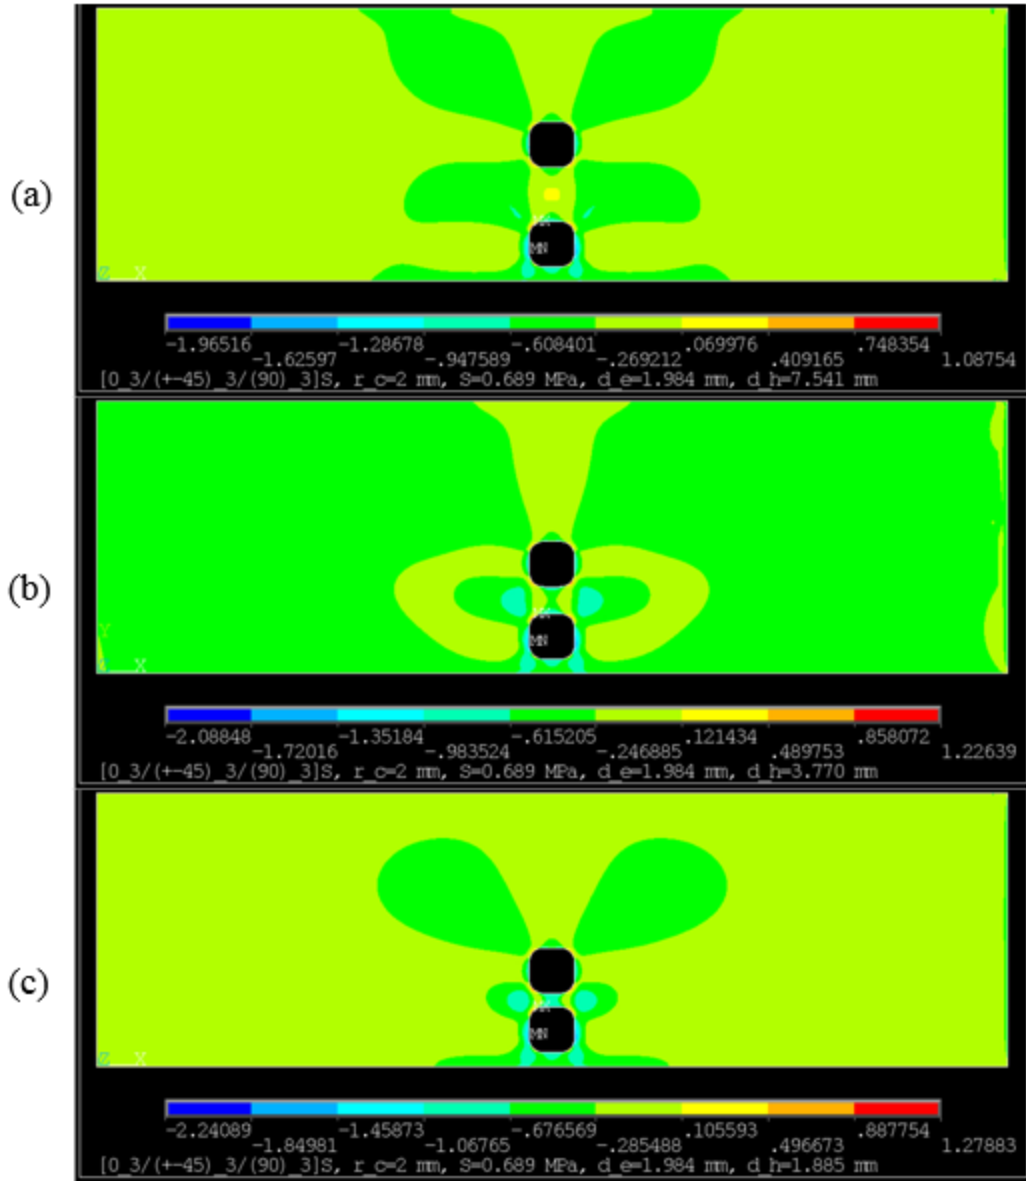 (a)
MX
MN
Z X
-1.96516 -1.28678 -.608401 .069976 .748354
-1.62597 -.947589 -.269212 .409165 1.08754
[0_3/(+-45)_3/(90)_3]S, r_c=2 mm, S=0.689 MPa, d_e=1.984 mm, d_h=7.541 mm
(b)
MX
MN
Y
Z X
-2.08848 -1.35184 -.615205 .121434 .858072
-1.72016 -.983524 -.246885 .489753 1.22639
[0_3/(+-45)_3/(90)_3]S, r_c=2 mm, S=0.689 MPa, d_e=1.984 mm, d_h=3.770 mm
(c)
MX
MN
Z X
-2.24089 -1.45873 -.676569 .105593 .887754
-1.84981 -1.06765 -.285488 .496673 1.27883
[0_3/(+-45)_3/(90)_3]S, r_c=2 mm, S=0.689 MPa, d_e=1.984 mm, d_h=1.885 mm